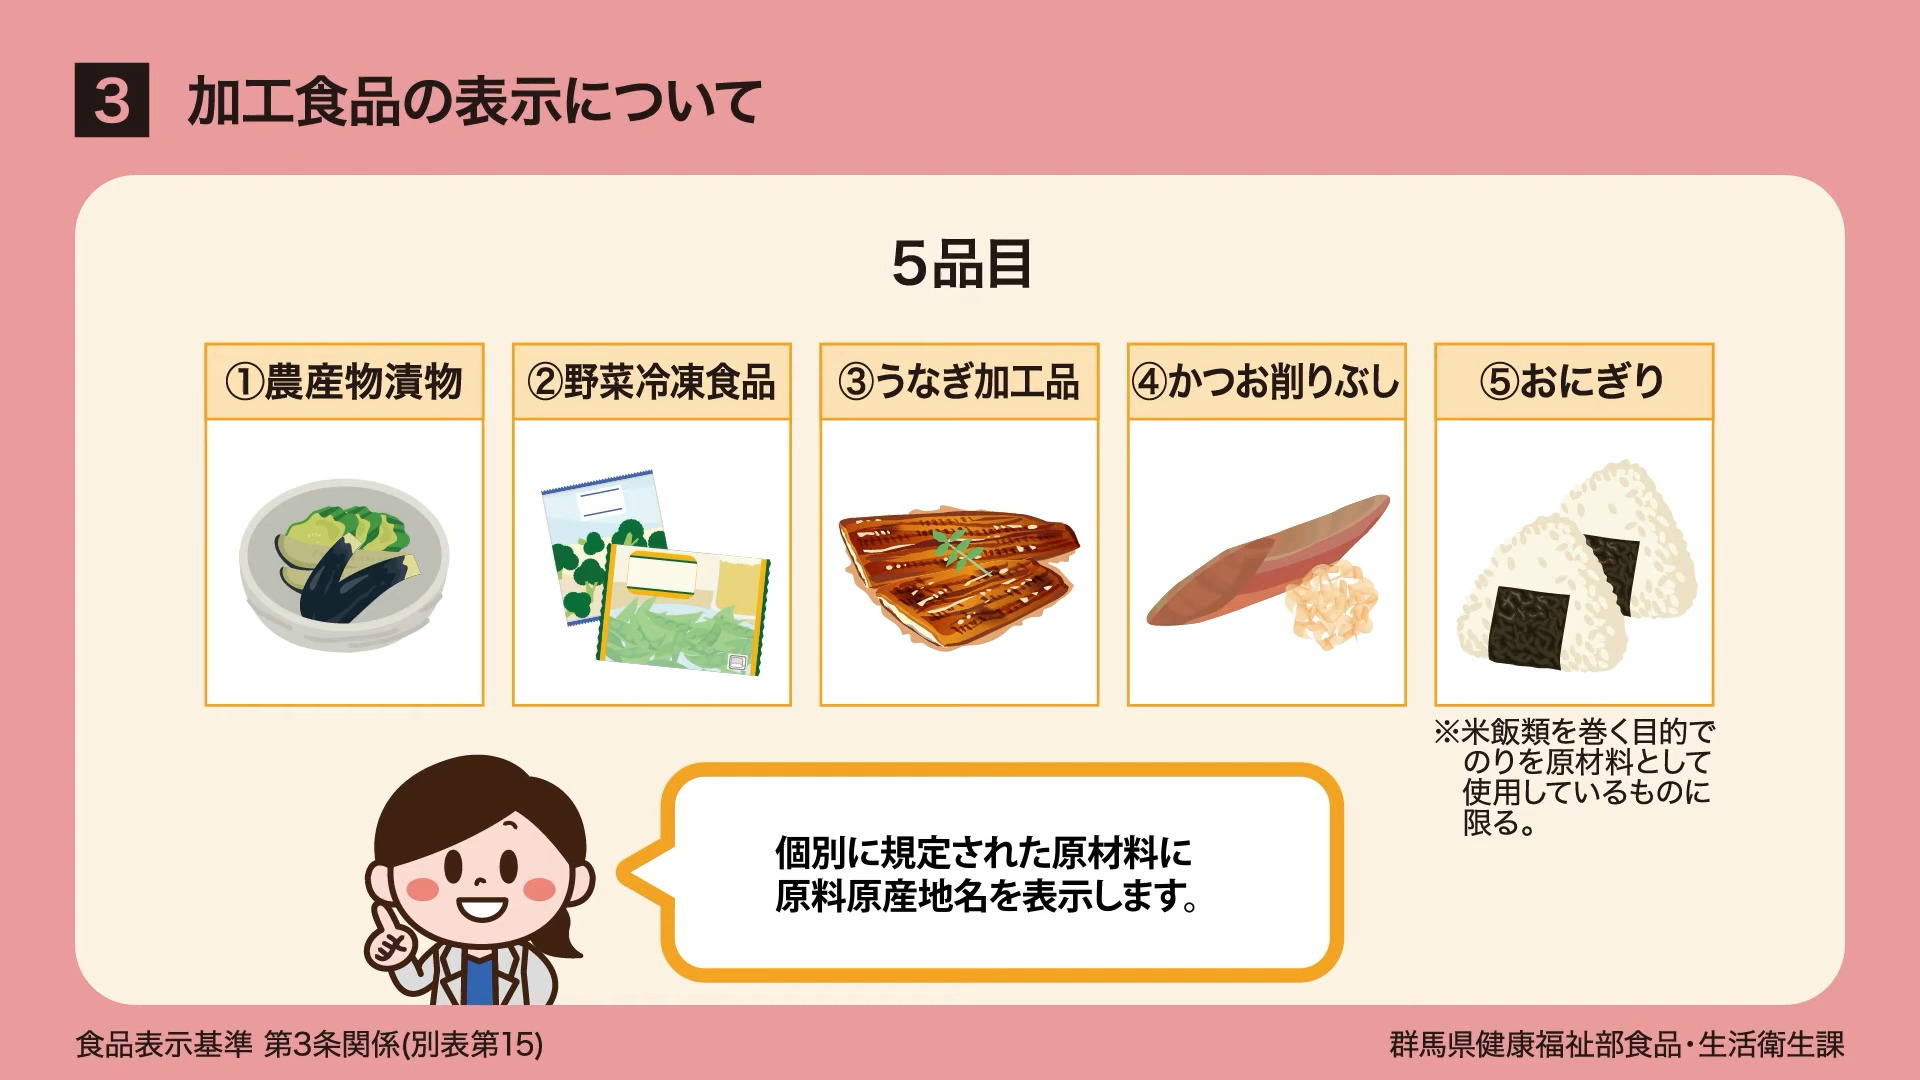 3 加工食品の表示について
5品目
①農産物漬物
②野菜冷凍食品
③うなぎ加工品
④かつお削りぶし
⑤おにぎり
※米飯類を巻く目的で
のりを原材料として
使用しているものに
限る。
個別に規定された原材料に
原料原産地名を表示します。
食品表示基準 第3条関係(別表第15)
群馬県健康福祉部食品・生活衛生課